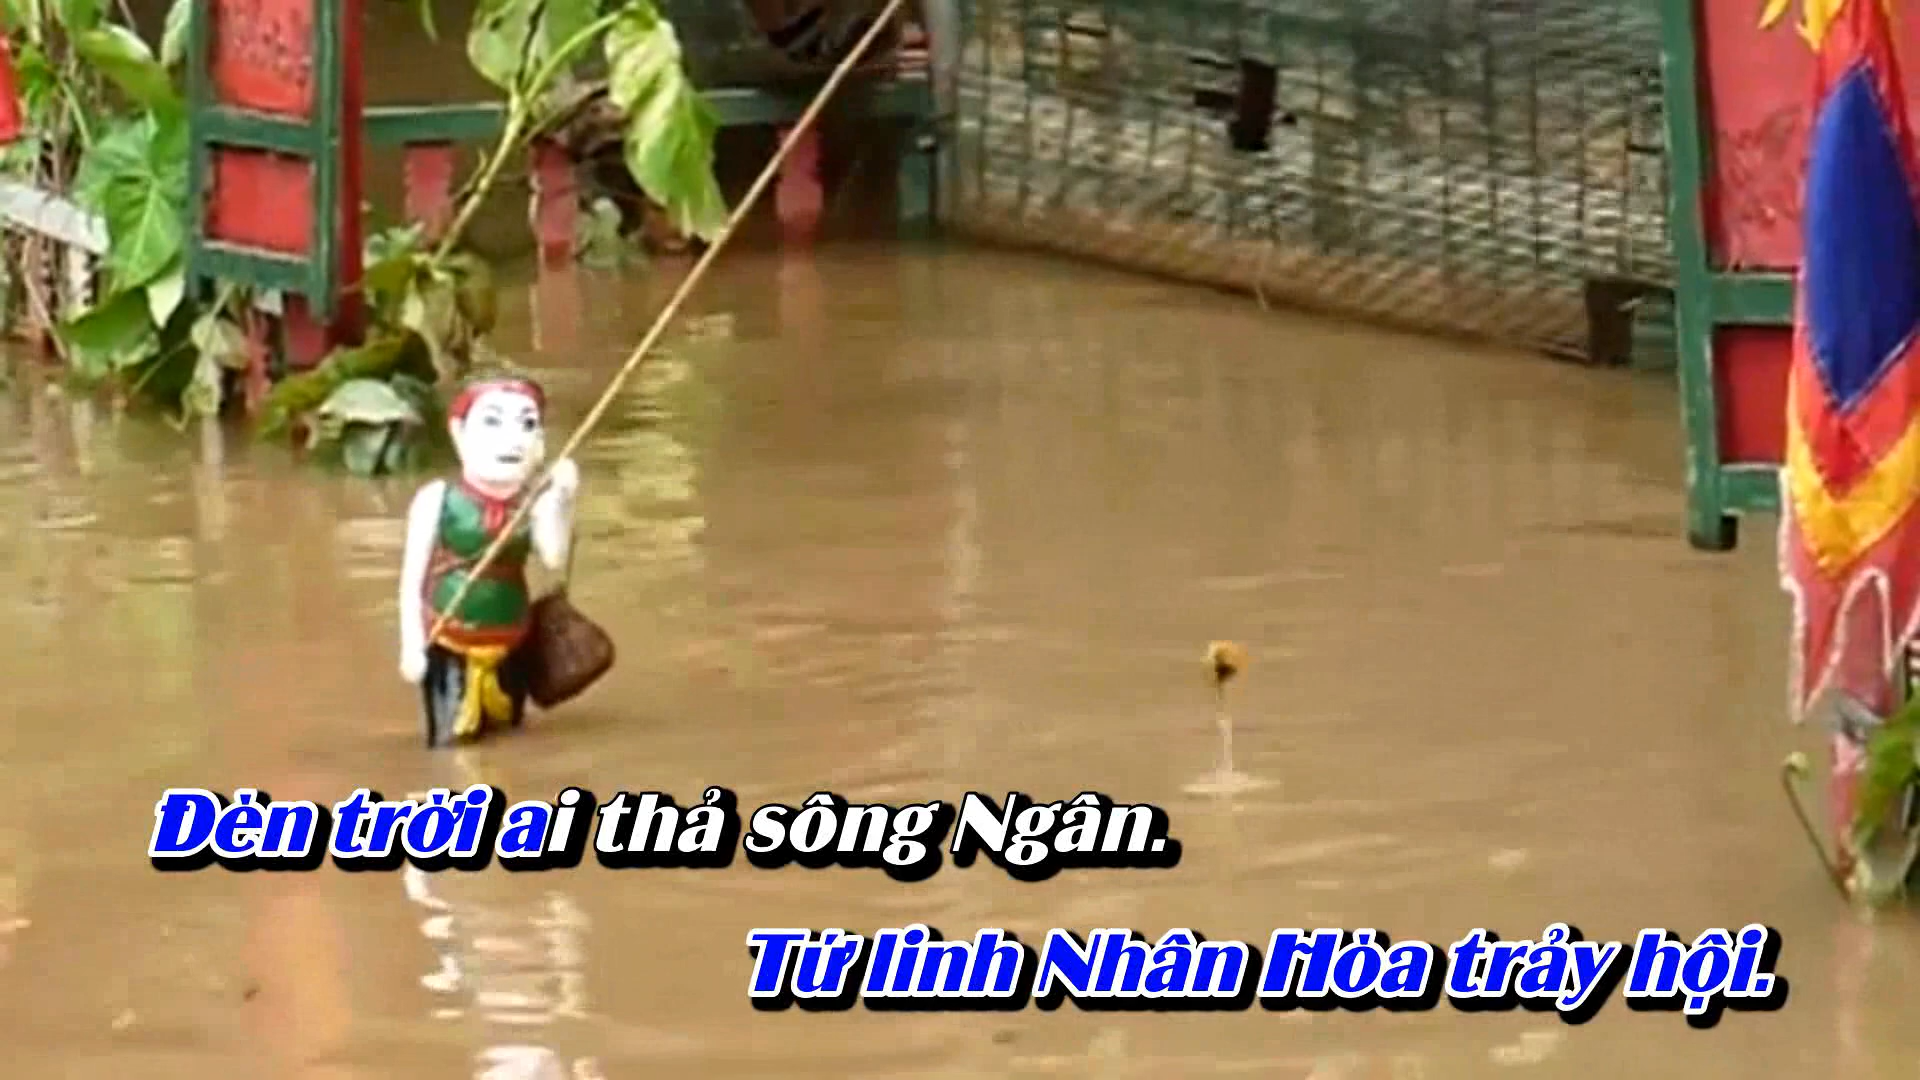 Đèn trời ai thả sông Ngân.
Tứ linh Nhân Hòa trảy hội.